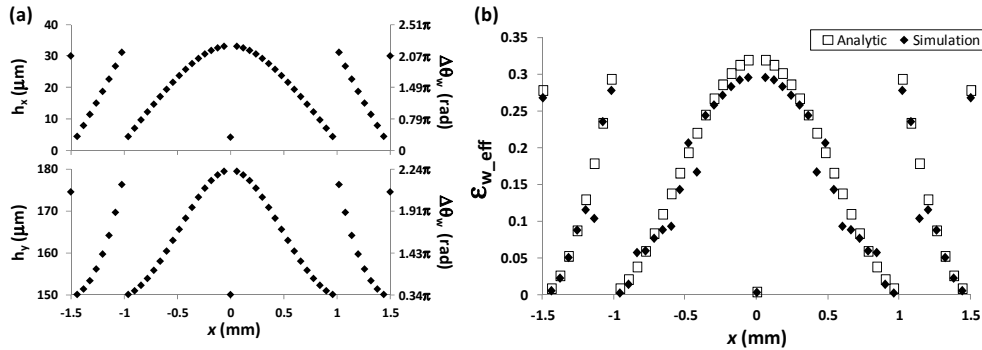 (a)
40
30
20
10
0
h_x (μm)
2.51π
2.07π
1.49π
0.79π
0
Δθ_w (rad)
180
170
160
150
h_y (μm)
2.24π
1.91π
1.43π
0.34π
Δθ_w (rad)
-1.5 -1 -0.5 0 0.5 1 1.5
x (mm)
(b)
□ Analytic ◆ Simulation
0.35
0.3
0.25
0.2
0.15
0.1
0.05
0
ε_w_eff
-1.5 -1 -0.5 0 0.5 1 1.5
x (mm)